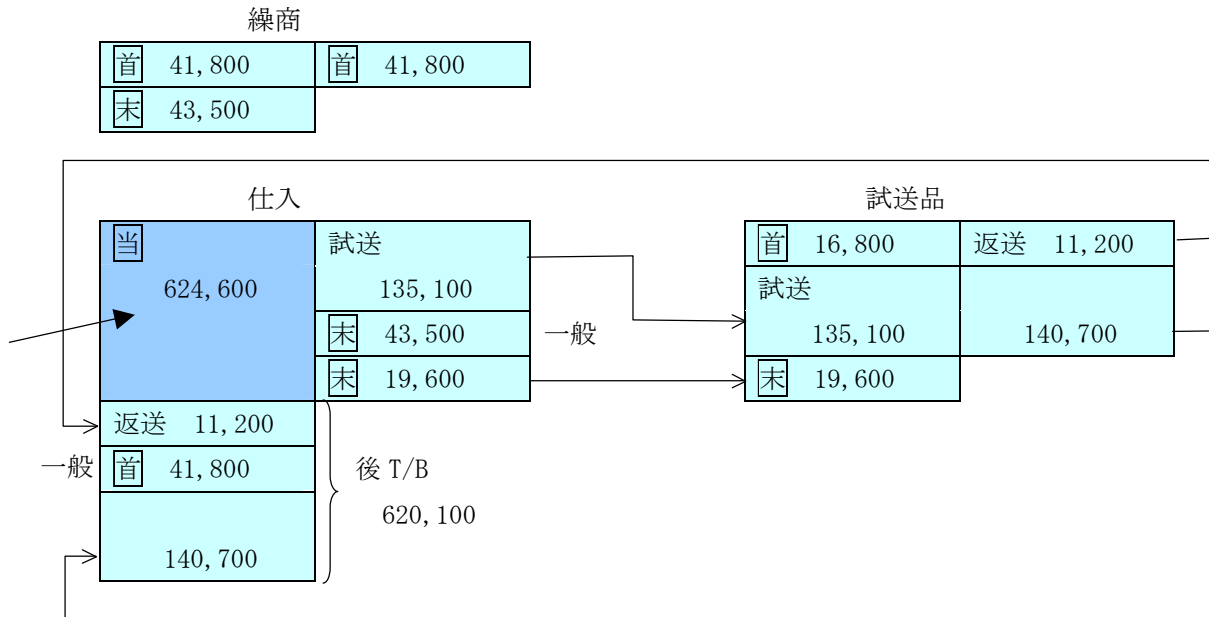 繰商
首 41,800 首 41,800
末 43,500
仕入 試送品
当 試送 首 16,800 返送 11,200
624,600 135,100 試送
末 43,500 一般 135,100 140,700
末 19,600 末 19,600
返送 11,200
一般 首 41,800 後 T/B
620,100
140,700